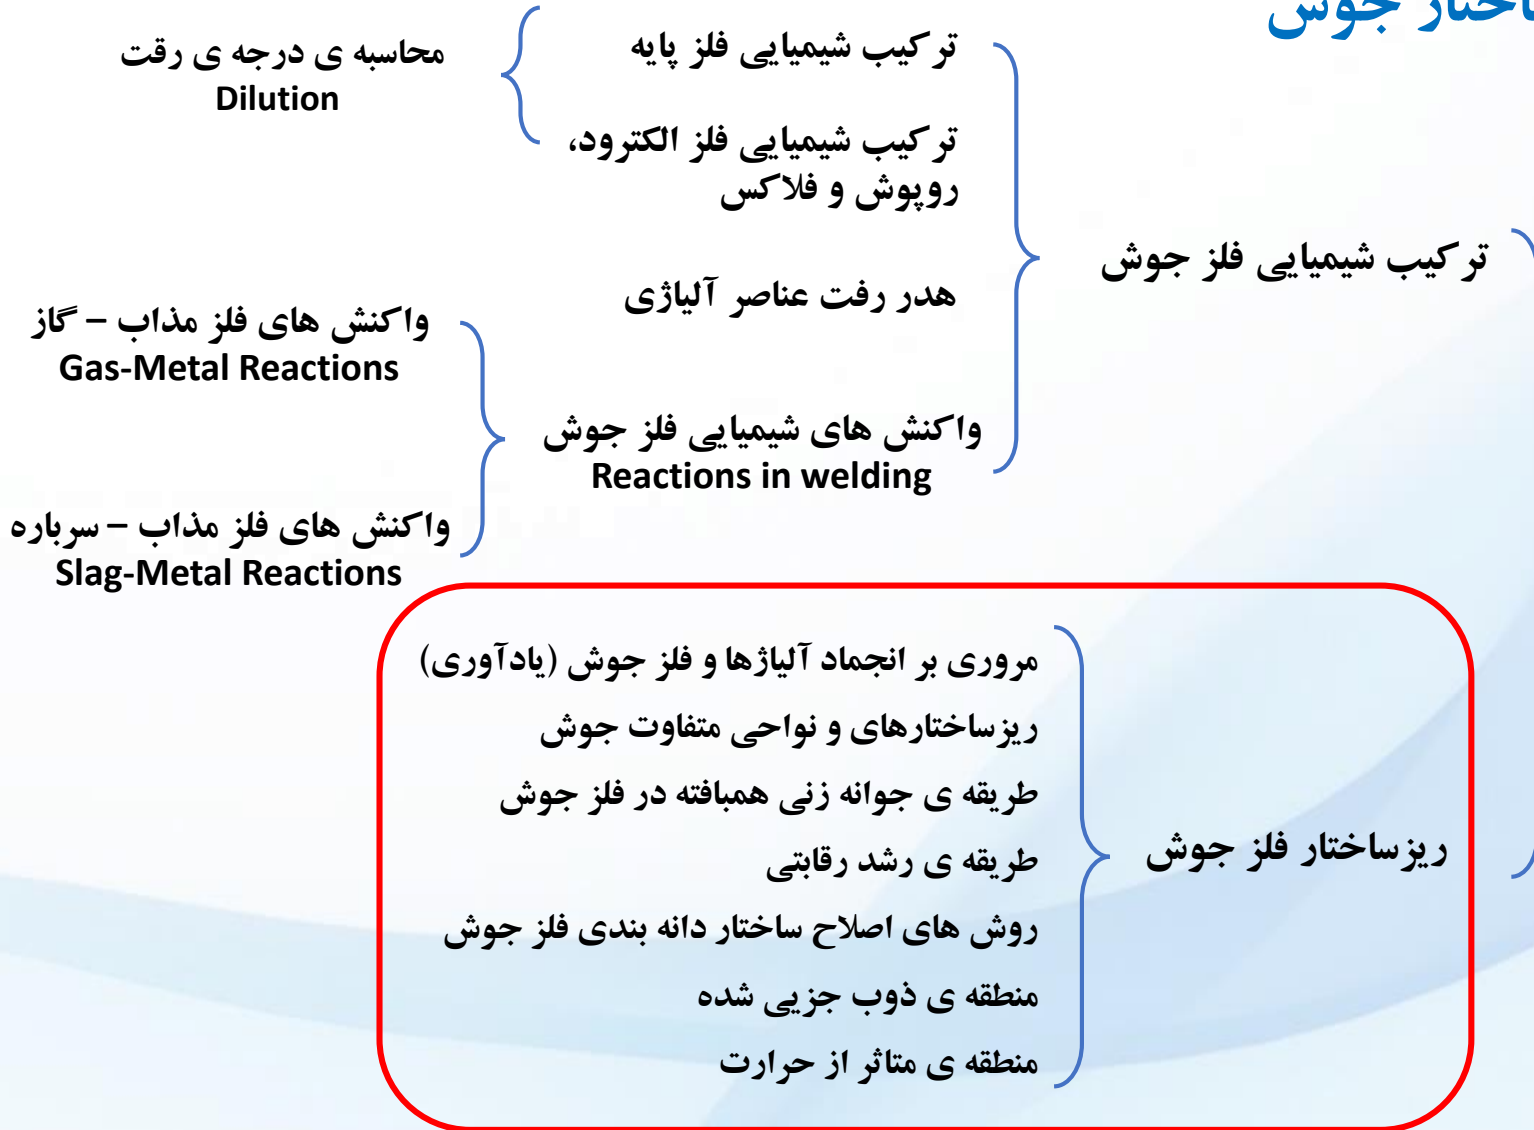 جوش
ترکیب شیمیایی فلز جوش
ترکیب شیمیایی فلز پایه
ترکیب شیمیایی فلز الکترود،
روپوش و فلاکس
محاسبه ی درجه ی رقت
Dilution
هدر رفت عناصر آلیاژی
واکنش های شیمیایی فلز جوش
Reactions in welding
واکنش های فلز مذاب – گاز
Gas-Metal Reactions
واکنش های فلز مذاب – سرباره
Slag-Metal Reactions
ریزساختار فلز جوش
مروری بر انجماد آلیاژها و فلز جوش (یادآوری)
ریزساختارهای و نواحی متفاوت جوش
طریقه ی جوانه زنی همبافته در فلز جوش
طریقه ی رشد رقابتی
روش های اصلاح ساختار دانه بندی فلز جوش
منطقه ی ذوب جزیی شده
منطقه ی متاثر از حرارت